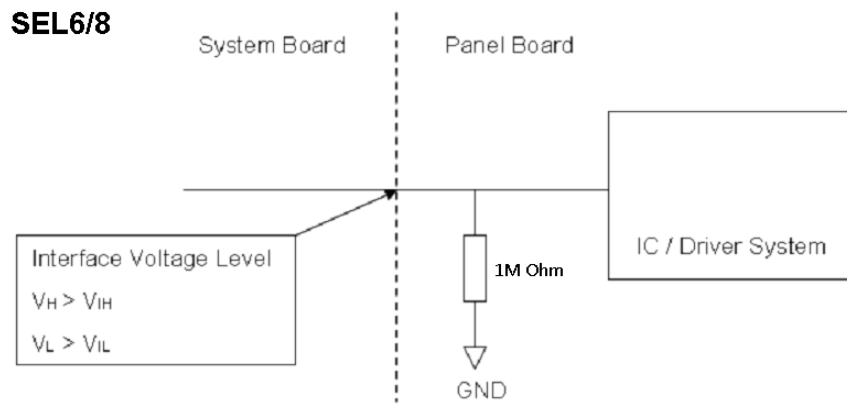 SEL6/8
System Board
Panel Board
Interface Voltage Level
VH > VIH
VL > VIL
1M Ohm
IC / Driver System
GND